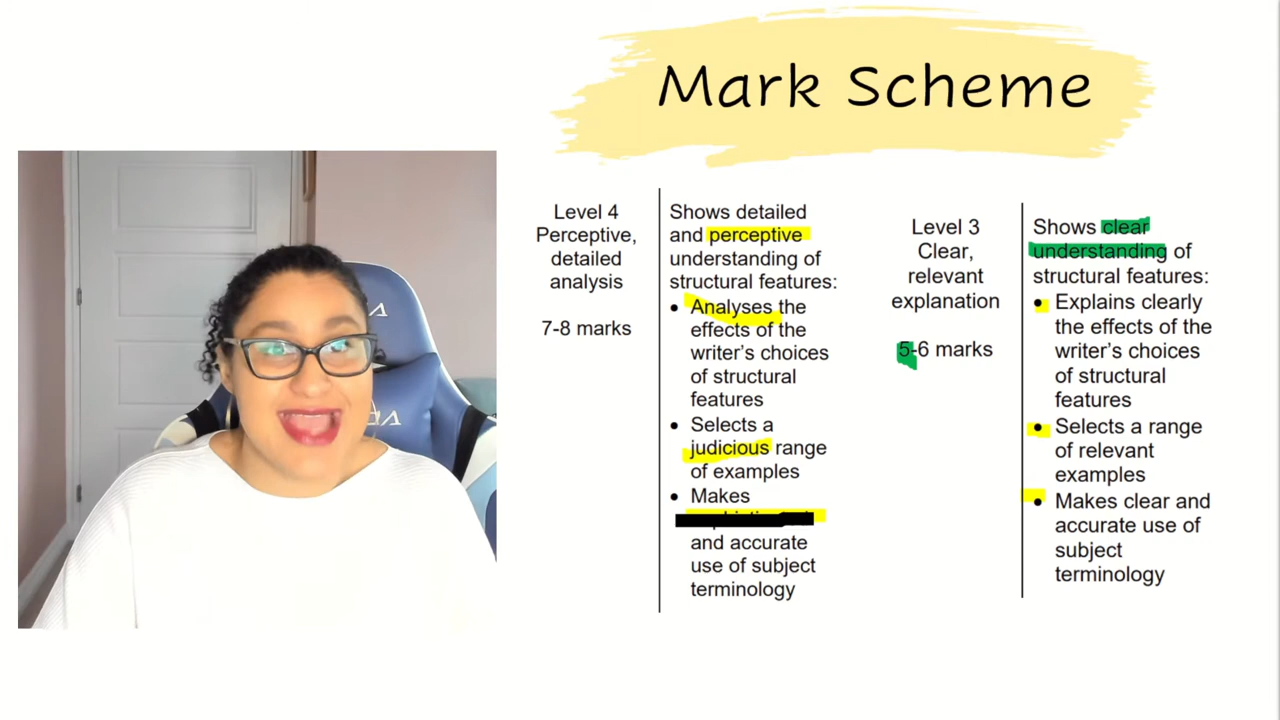 Mark Scheme
Level 4
Perceptive,
detailed
analysis
7-8 marks
Shows detailed
and perceptive
understanding of
structural features:
• Analyses the
effects of the
writer's choices
of structural
features
• Selects a
judicious range
of examples
• Makes
and accurate
use of subject
terminology
Level 3
Clear,
relevant
explanation
5-6 marks
Shows clear
understanding of
structural features:
• Explains clearly
the effects of the
writer's choices
of structural
features
• Selects a range
of relevant
examples
• Makes clear and
accurate use of
subject
terminology